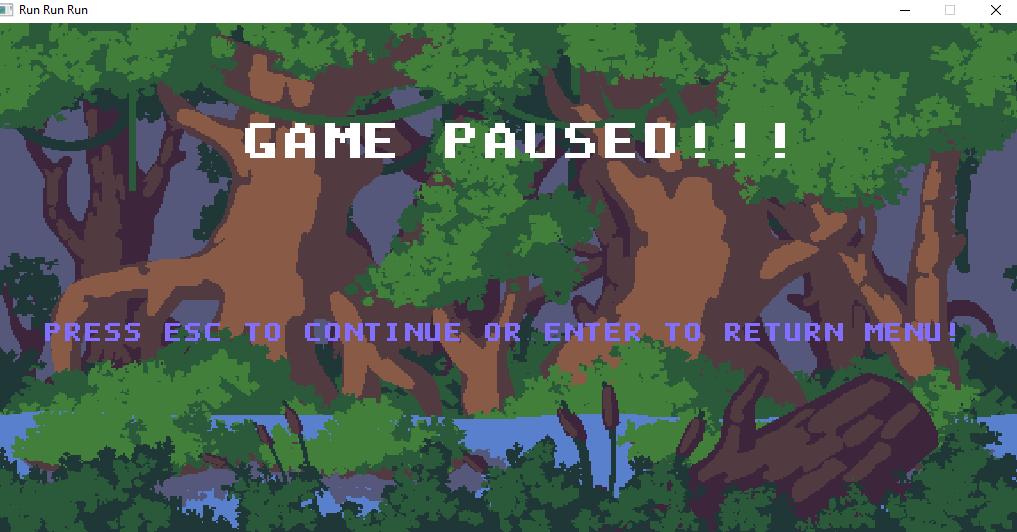 Run Run Run
GAME PAUSED!!!
PRESS ESC TO CONTINUE OR ENTER TO RETURN MENU!